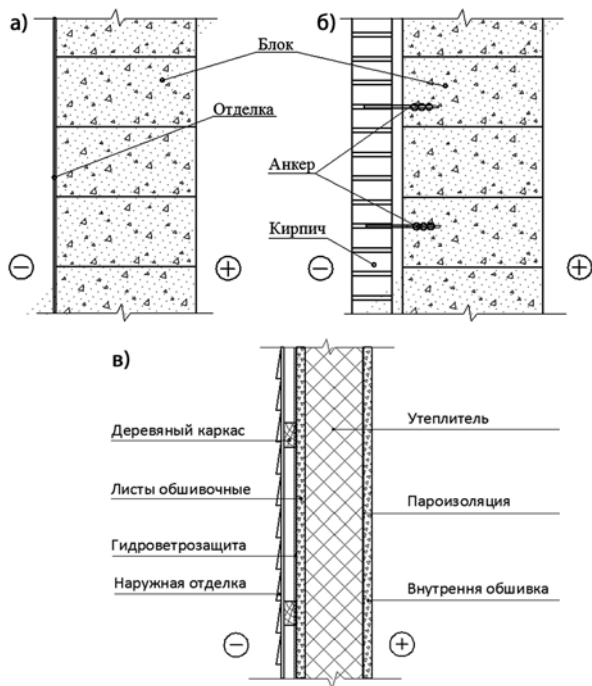 а)
Блок
б)
Отделка
Анкер
Кирпич
−
+
−
+
в)
Деревяный каркас
Утеплитель
Листы обшивочные
Пароизоляция
Гидроветрозащита
Наружная отделка
Внутрення обшивка
−
+